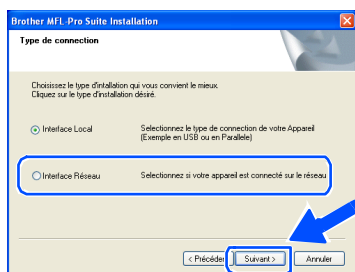 Brother MFL-Pro Suite Installation
Type de connection
Choisissez le type d'intallation qui vous convient le mieux.
Cliquez sur le type d'installation désiré.
Interface Local
Selectionnez le type de connection de votre Appareil
(Exemple en USB ou en Parallele)
Interface Réseau
Selectionnez si votre appareil est connecté sur le réseau
< Précéden Suivant > Annuler